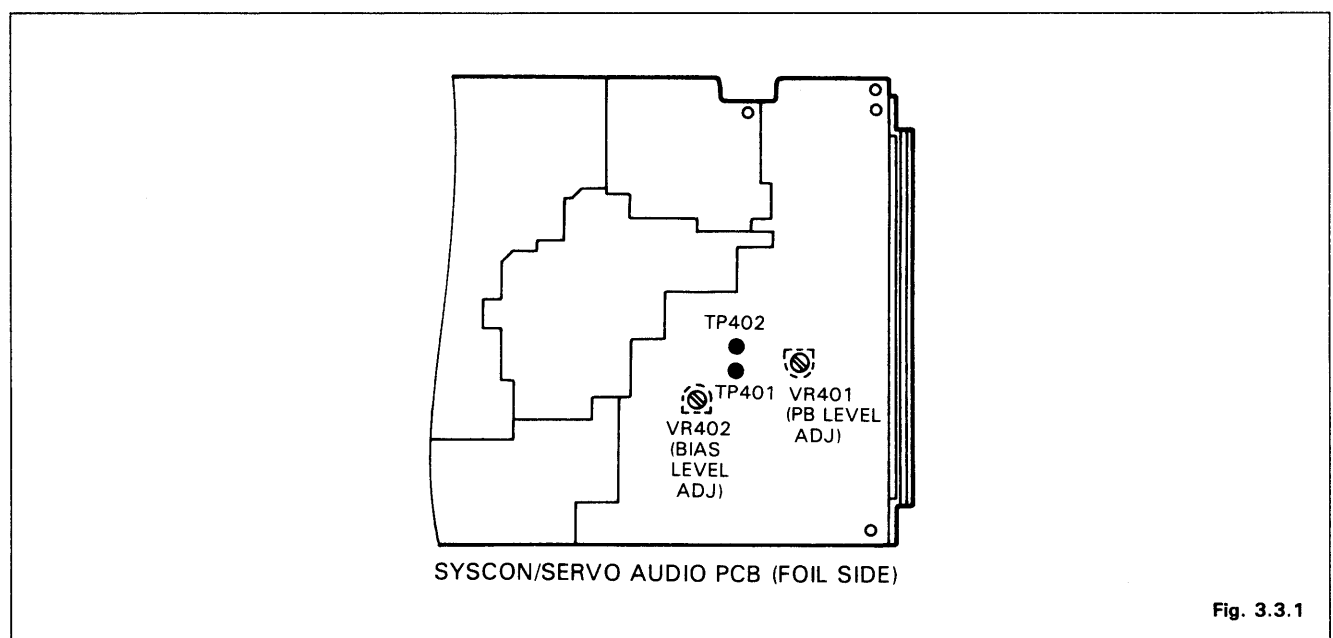 TP402
TP401
VR401
(PB LEVEL
ADJ)
VR402
(BIAS
LEVEL
ADJ)
SYSCON/SERVO AUDIO PCB (FOIL SIDE)
Fig. 3.3.1